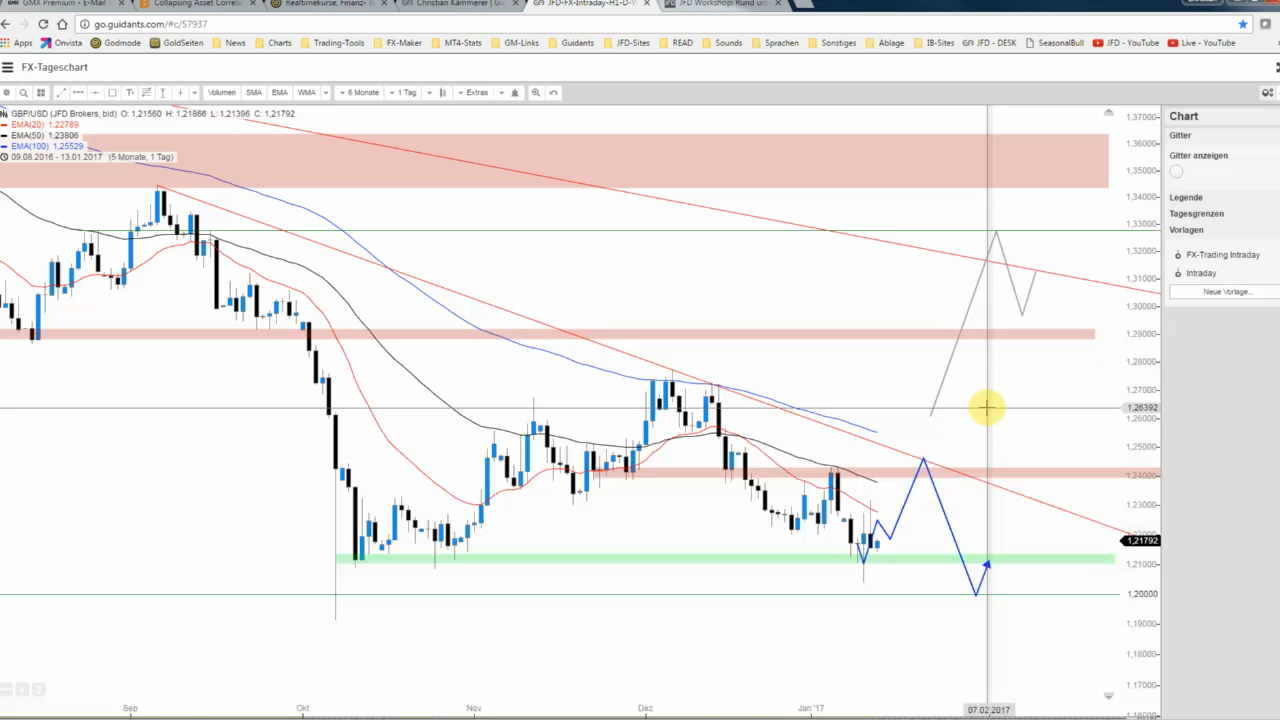 GMX Premium - E-Mail
Collapsing Asset Correla
Realtimekurse, Finanz-
Christian Kämmerer | Gu
JFD-FX-Intraday-H1-D-V
JFD Workshop: Rund um
go.guidants.com/#c/57937
Apps Onvista Godmode GoldSeiten News Charts Trading-Tools FXMaker MT4-Stats GM-Links Guidants JFD-Sites READ Sounds Sprachen Sonstiges Ablage IB-Sites JFD - DESK SeasonalBull JFD - YouTube Live - YouTube
FX-Tageschart
Volumen SMA EMA WMA 6 Monate 1 Tag Extras
GBP/USD (JFD Brokers, bid) O: 1,21560 H: 1,21866 L: 1,21396 C: 1,21792
EMA(20) 1,22789
EMA(50) 1,23806
EMA(100) 1,25529
09.08.2016 - 13.01.2017 (5 Monate, 1 Tag)
1,37000
1,36000
1,35000
1,34000
1,33000
1,32000
1,31000
1,30000
1,29000
1,28000
1,27000
1,26392
1,26000
1,25000
1,24000
1,23000
1,21792
1,21000
1,20000
1,19000
1,18000
1,17000
1,16000
Sep Okt Nov Dez Jan '17 07.02.2017
Chart
Gitter
Gitter anzeigen
Legende
Tagesgrenzen
Vorlagen
FX-Trading Intraday
Intraday
Neue Vorlage...